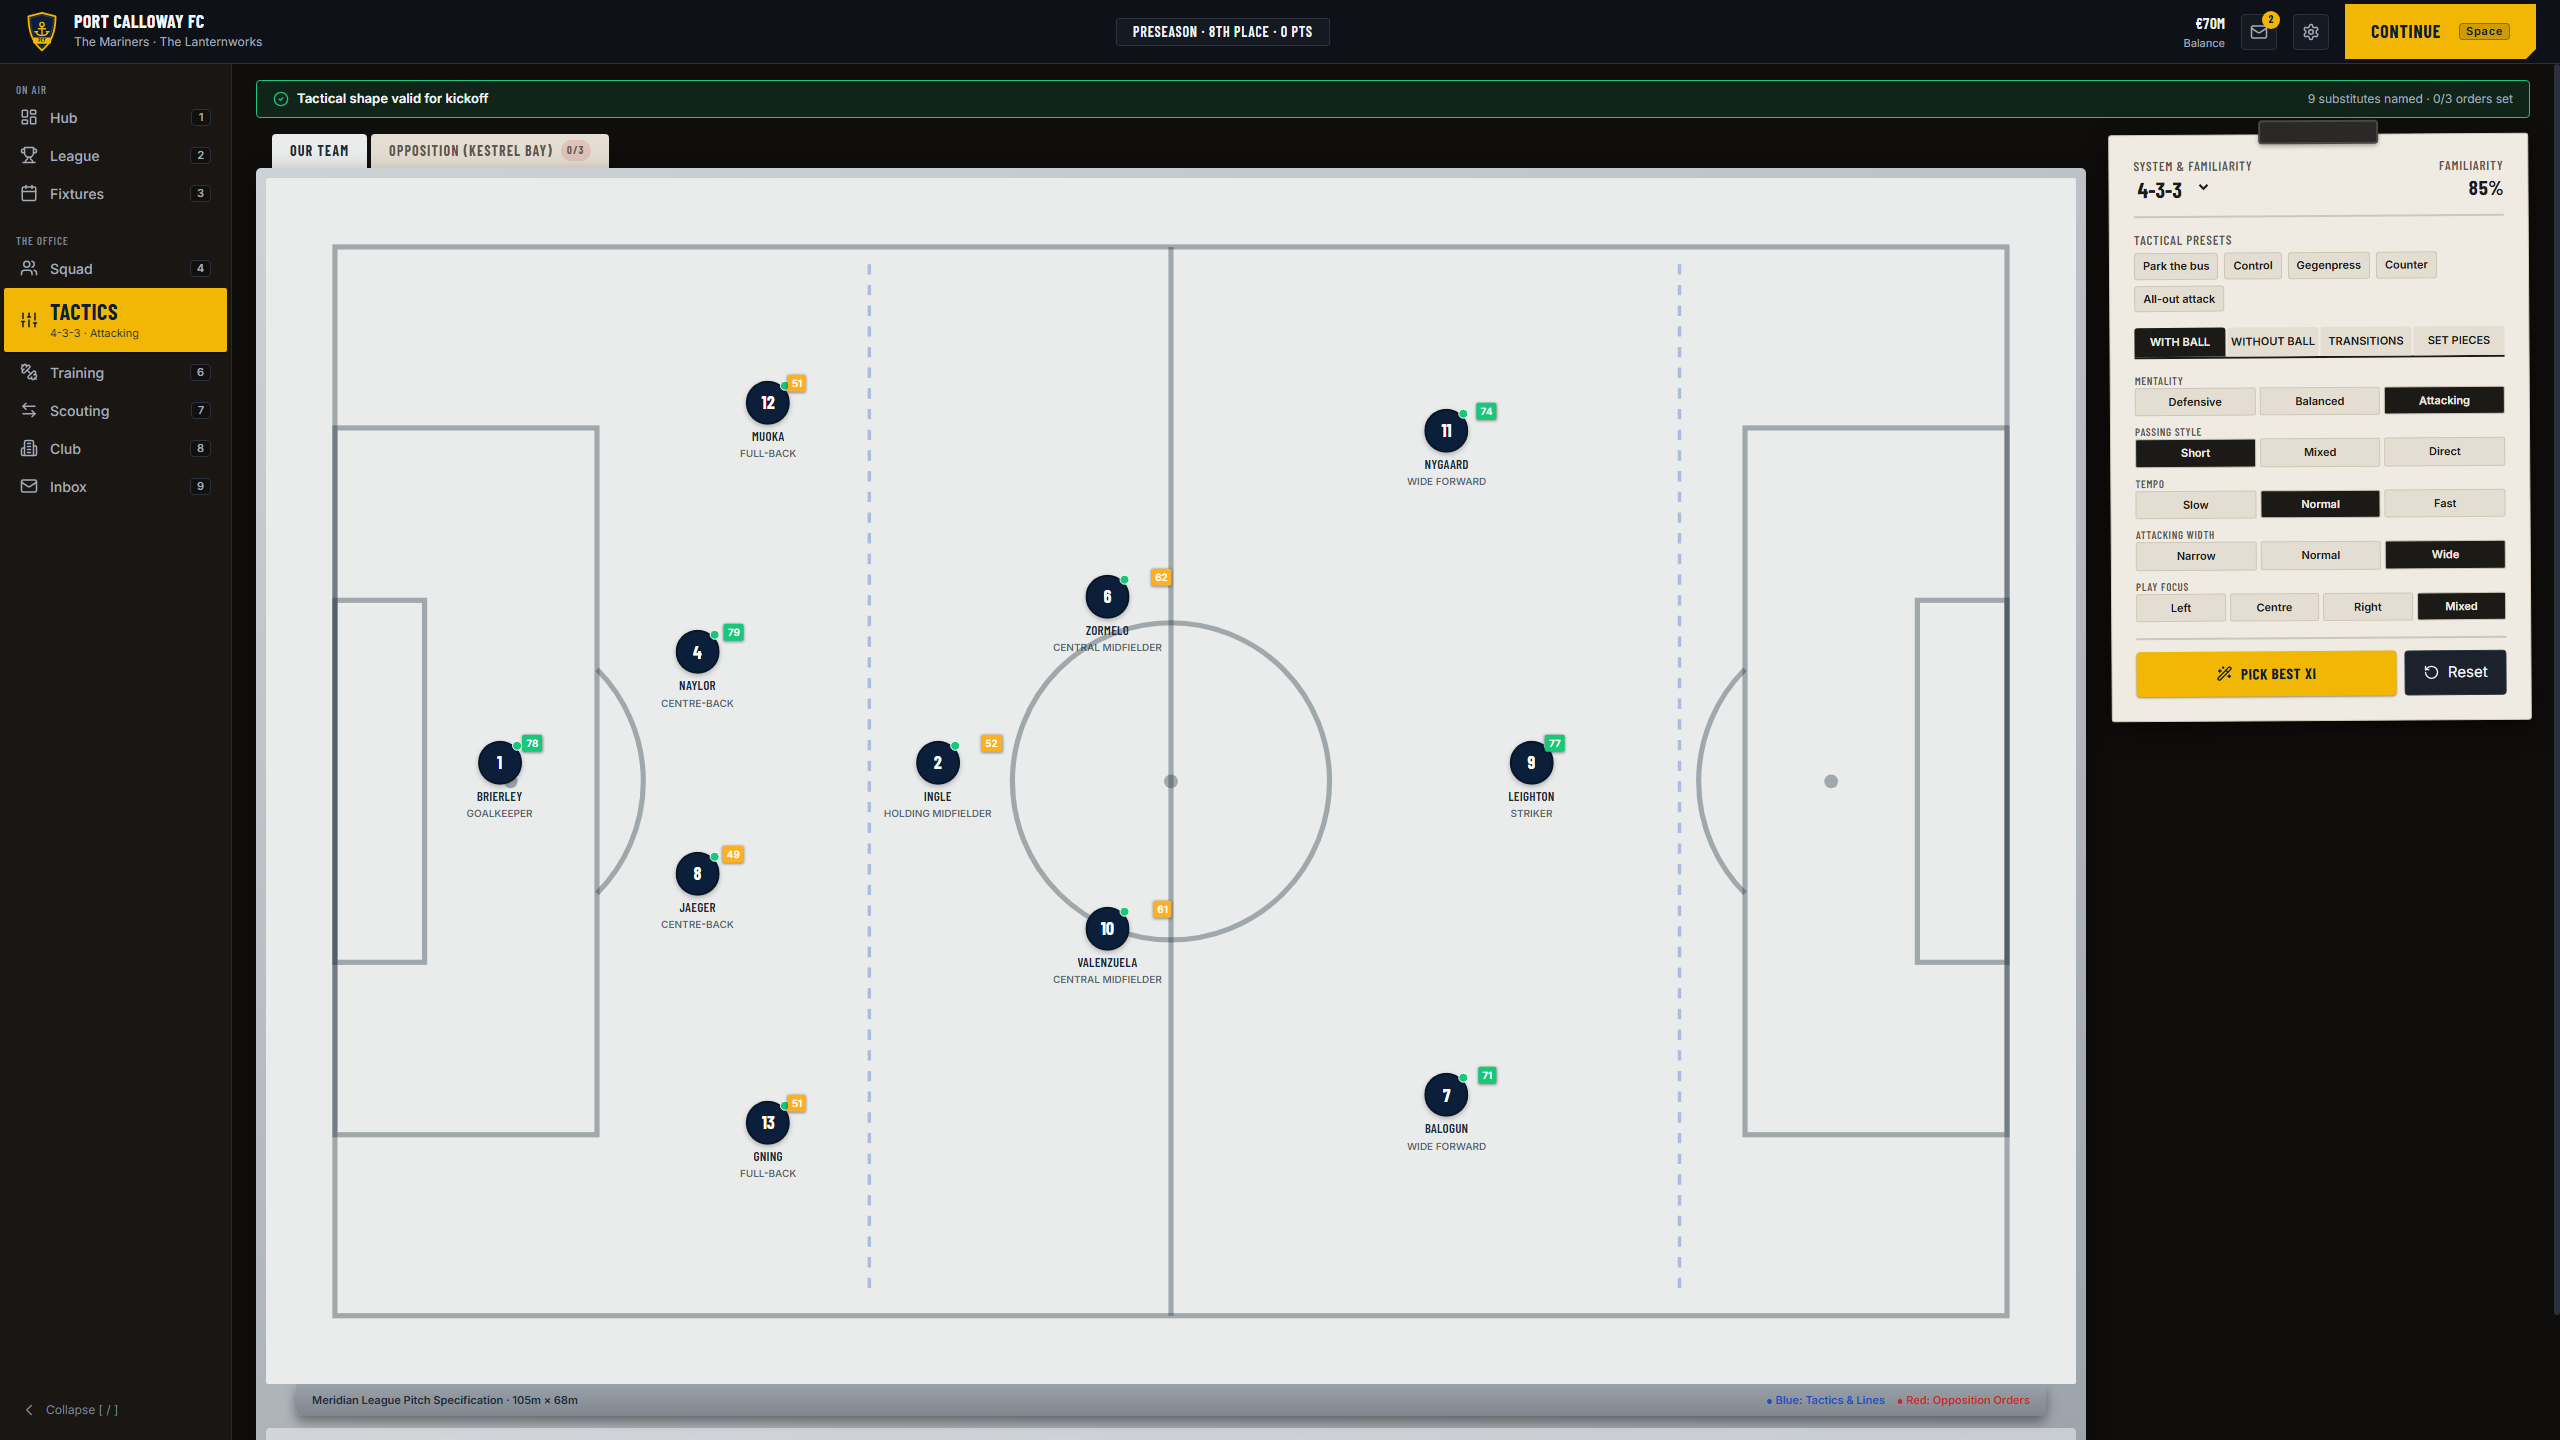 PORT CALLOWAY FC
The Mariners · The Lanternworks
PRESEASON · 8TH PLACE · 0 PTS
€70M
Balance
2
CONTINUE Space
ON AIR
Hub 1
League 2
Fixtures 3
THE OFFICE
Squad 4
TACTICS
4-3-3 · Attacking
Training 6
Scouting 7
Club 8
Inbox 9
Collapse [ / ]
Tactical shape valid for kickoff
9 substitutes named · 0/3 orders set
OUR TEAM
OPPOSITION (KESTREL BAY) 0/3
12 51
MUOKA
FULL-BACK
11 74
NYGAARD
WIDE FORWARD
6 62
ZORMELO
CENTRAL MIDFIELDER
4 79
NAYLOR
CENTRE-BACK
1 78
BRIERLEY
GOALKEEPER
2 52
INGLE
HOLDING MIDFIELDER
9 77
LEIGHTON
STRIKER
8 49
JAEGER
CENTRE-BACK
10 61
VALENZUELA
CENTRAL MIDFIELDER
7 71
BALOGUN
WIDE FORWARD
13 51
GNING
FULL-BACK
Meridian League Pitch Specification · 105m × 68m
● Blue: Tactics & Lines ● Red: Opposition Orders
SYSTEM & FAMILIARITY FAMILIARITY
4-3-3 85%
TACTICAL PRESETS
Park the bus Control Gegenpress Counter
All-out attack
WITH BALL WITHOUT BALL TRANSITIONS SET PIECES
MENTALITY
Defensive Balanced Attacking
PASSING STYLE
Short Mixed Direct
TEMPO
Slow Normal Fast
ATTACKING WIDTH
Narrow Normal Wide
PLAY FOCUS
Left Centre Right Mixed
PICK BEST XI Reset